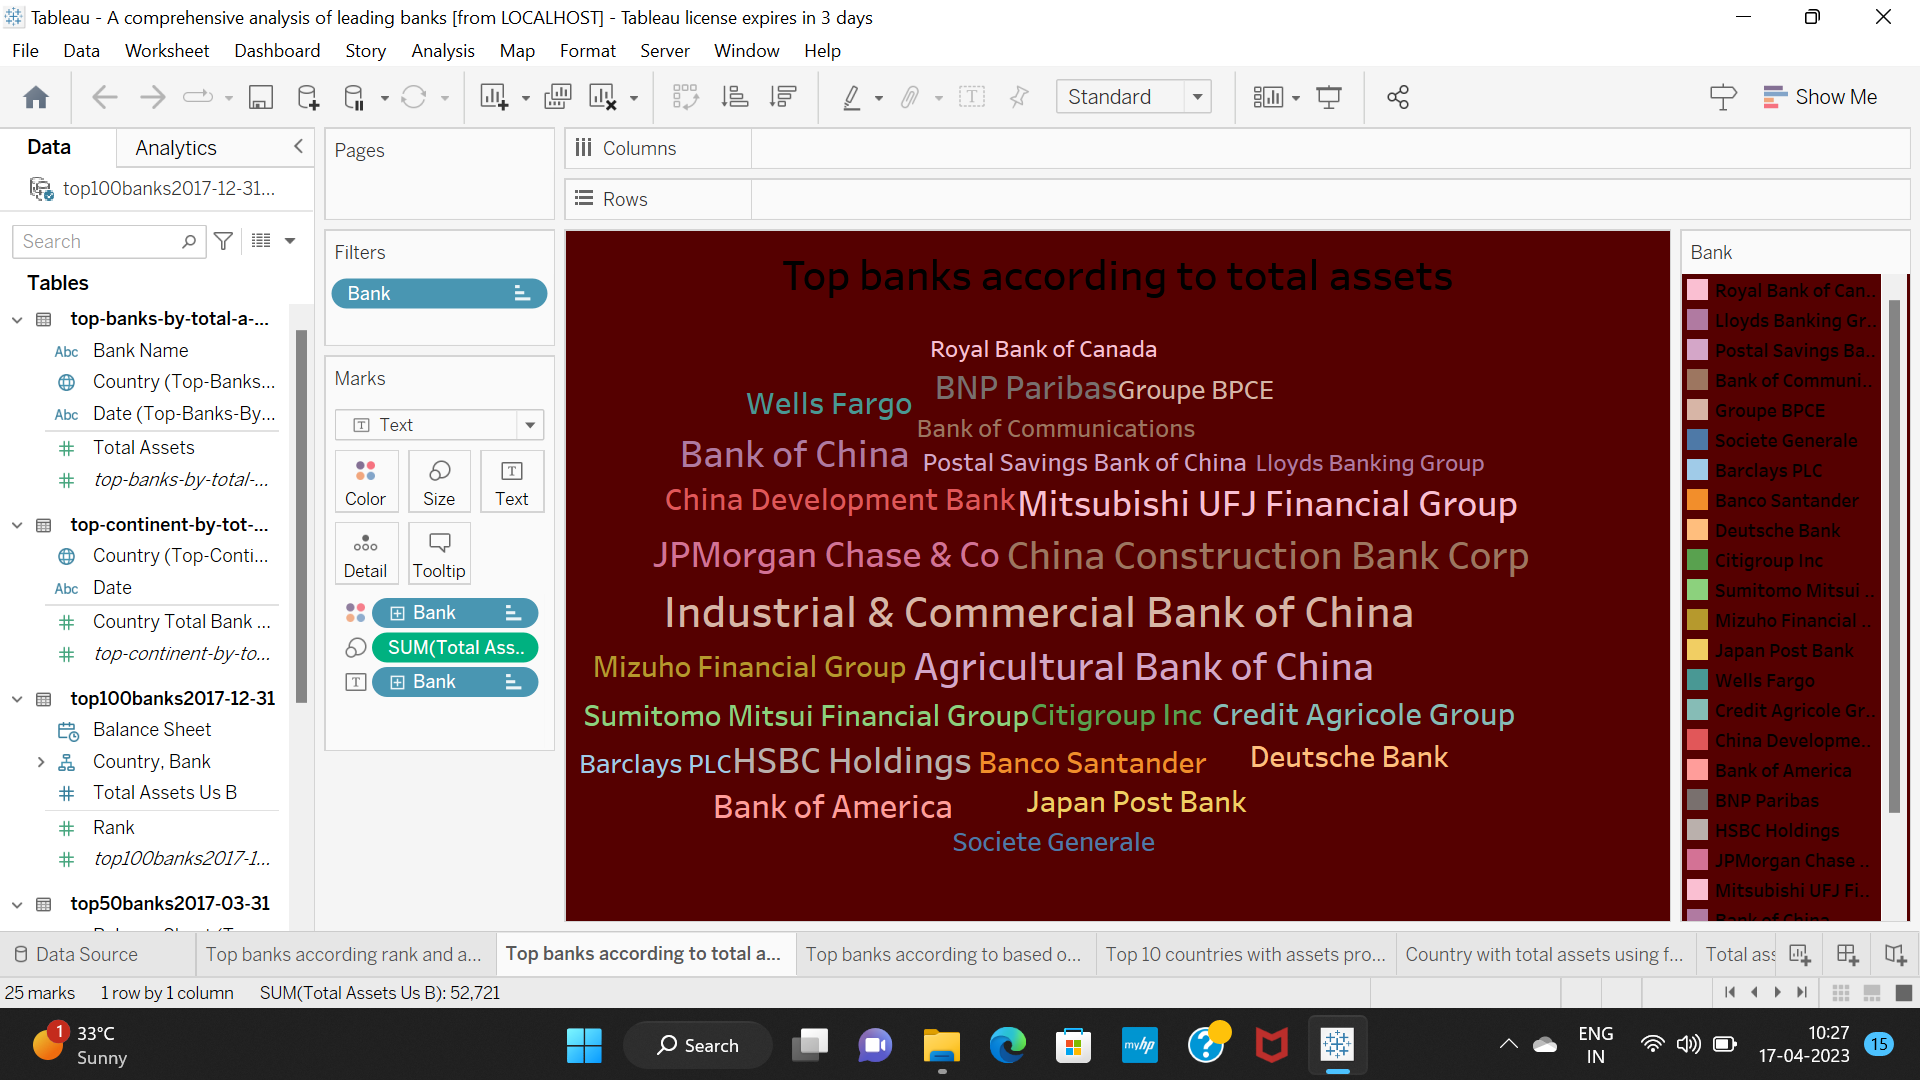 Tableau - A comprehensive analysis of leading banks [from LOCALHOST] - Tableau license expires in 3 days
File Data Worksheet Dashboard Story Analysis Map Format Server Window Help
Standard
Show Me
Data Analytics
top100banks2017-12-31...
Search
Tables
top-banks-by-total-a-...
Abc Bank Name
Country (Top-Banks...
Abc Date (Top-Banks-By...
Total Assets
top-banks-by-total-...
top-continent-by-tot-...
Country (Top-Conti...
Abc Date
Country Total Bank ...
top-continent-by-to...
top100banks2017-12-31
Balance Sheet
Country, Bank
Total Assets Us B
Rank
top100banks2017-1...
top50banks2017-03-31
Pages
Filters
Bank
Marks
Text
Color Size Text
Detail Tooltip
Bank
SUM(Total Ass..
Bank
Columns
Rows
Top banks according to total assets
Royal Bank of Canada
BNP Paribas Groupe BPCE
Wells Fargo
Bank of Communications
Bank of China Postal Savings Bank of China Lloyds Banking Group
China Development Bank Mitsubishi UFJ Financial Group
JPMorgan Chase & Co China Construction Bank Corp
Industrial & Commercial Bank of China
Mizuho Financial Group Agricultural Bank of China
Sumitomo Mitsui Financial Group Citigroup Inc Credit Agricole Group
Barclays PLC HSBC Holdings Banco Santander Deutsche Bank
Bank of America Japan Post Bank
Societe Generale
Bank
Royal Bank of Can...
Lloyds Banking Gr...
Postal Savings Ba...
Bank of Communi...
Groupe BPCE
Societe Generale
Barclays PLC
Banco Santander
Deutsche Bank
Citigroup Inc
Sumitomo Mitsui ...
Mizuho Financial ...
Japan Post Bank
Wells Fargo
Credit Agricole Gr...
China Developme...
Bank of America
BNP Paribas
HSBC Holdings
JPMorgan Chase ...
Mitsubishi UFJ Fi...
Bank of China
Data Source Top banks according rank and a... Top banks according to total a... Top banks according to based o... Top 10 countries with assets pro... Country with total assets using f... Total ass
25 marks 1 row by 1 column SUM(Total Assets Us B): 52,721
1 33°C
Sunny
Search
myhp
ENG
IN
10:27
17-04-2023
15